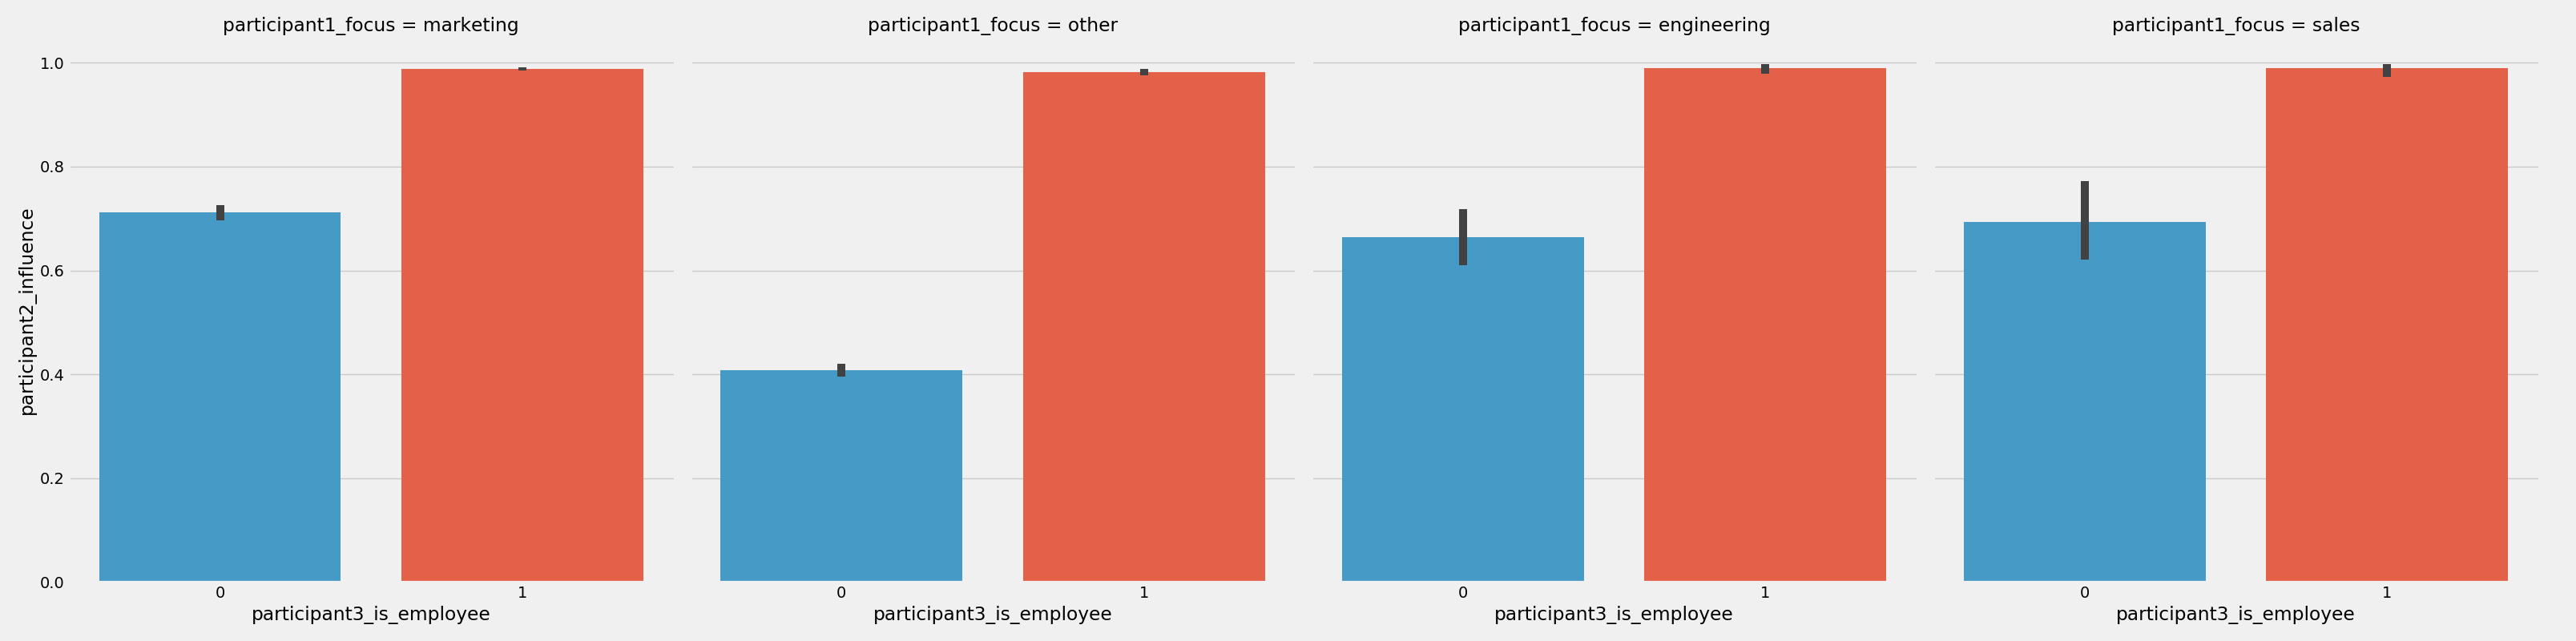 participant1_focus = marketing
participant1_focus = other
participant1_focus = engineering
participant1_focus = sales
participant2_influence
1.0
0.8
0.6
0.4
0.2
0.0
0 1
0 1
0 1
0 1
participant3_is_employee
participant3_is_employee
participant3_is_employee
participant3_is_employee